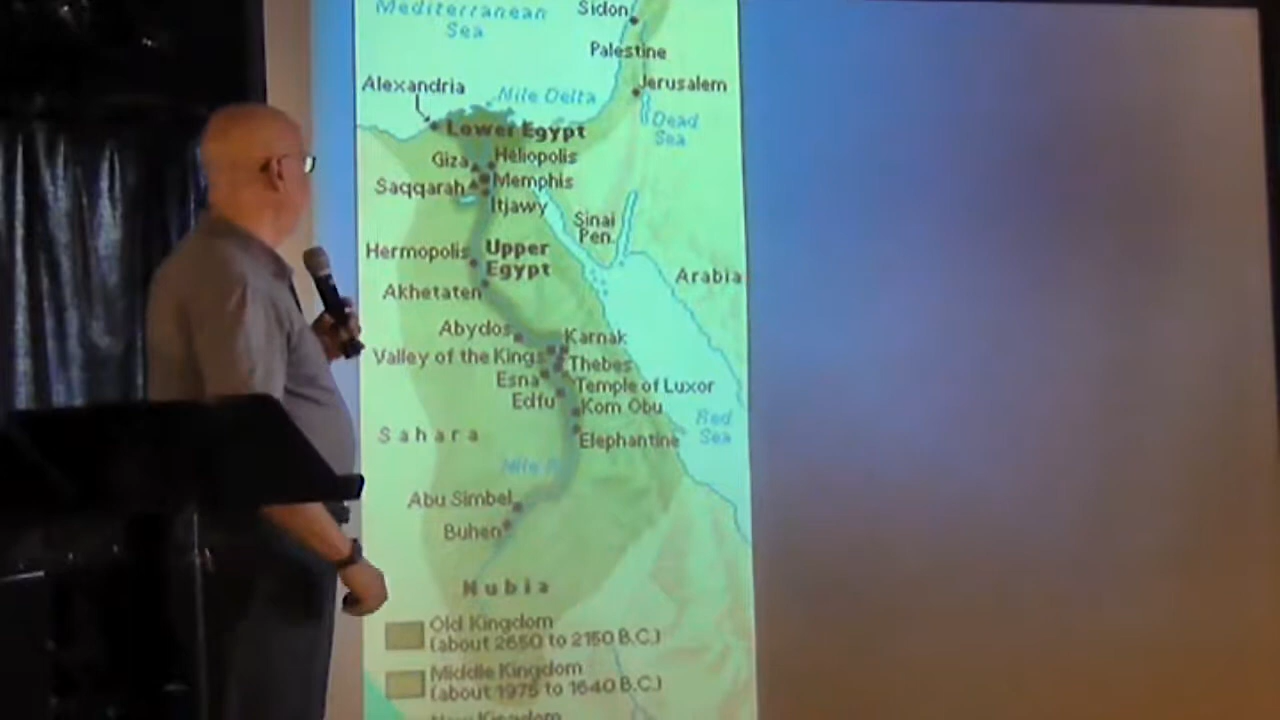 Mediterranean
Sea
Sidon
Palestine
Alexandria
Jerusalem
Nile Delta
Dead
Sea
Lower Egypt
Giza
Heliopolis
Saqqarah
Memphis
Itjawy
Sinai
Pen.
Hermopolis
Upper
Egypt
Arabia
Akhetaten
Abydos
Karnak
Valley of the Kings
Thebes
Esna
Temple of Luxor
Edfu
Kom Obu
Red
Sea
Sahara
Elephantine
Nile R.
Abu Simbel
Buhen
Nubia
Old Kingdom
(about 2650 to 2150 B.C.)
Middle Kingdom
(about 1975 to 1640 B.C.)
New Kingdom